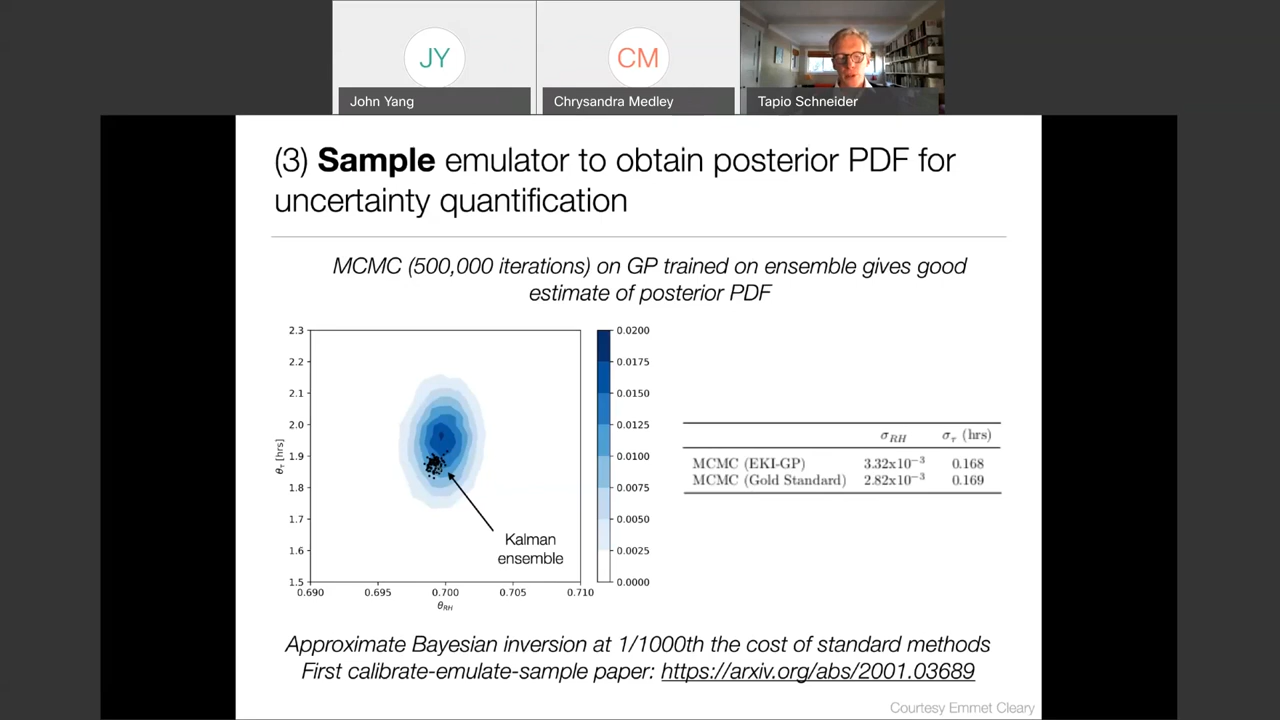 JY
CM
John Yang
Chrysandra Medley
Tapio Schneider
(3) Sample emulator to obtain posterior PDF for
uncertainty quantification
MCMC (500,000 iterations) on GP trained on ensemble gives good
estimate of posterior PDF
2.3
2.2
2.1
2.0
1.9
1.8
1.7
1.6
1.5
θτ [hrs]
0.690
0.695
0.700
0.705
0.710
θRH
Kalman
ensemble
0.0200
0.0175
0.0150
0.0125
0.0100
0.0075
0.0050
0.0025
0.0000
σRH στ (hrs)
MCMC (EKI-GP) 3.32x10⁻³ 0.168
MCMC (Gold Standard) 2.82x10⁻³ 0.169
Approximate Bayesian inversion at 1/1000th the cost of standard methods
First calibrate-emulate-sample paper: https://arxiv.org/abs/2001.03689
Courtesy Emmet Cleary